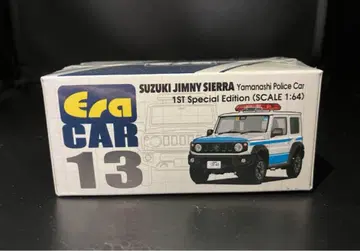 SUZUKI JIMNY SIERRA Yamanashi Police Car
1ST Special Edition (SCALE 1:64)
Era
CAR
13